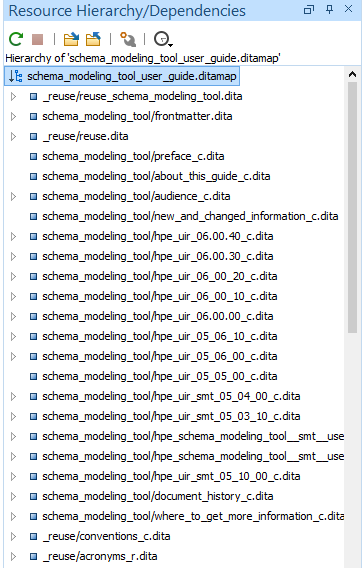 Resource Hierarchy/Dependencies
Hierarchy of 'schema_modeling_tool_user_guide.ditamap'
schema_modeling_tool_user_guide.ditamap
_reuse/reuse_schema_modeling_tool.dita
schema_modeling_tool/frontmatter.dita
_reuse/reuse.dita
schema_modeling_tool/preface_c.dita
schema_modeling_tool/about_this_guide_c.dita
schema_modeling_tool/audience_c.dita
schema_modeling_tool/new_and_changed_information_c.dita
schema_modeling_tool/hpe_uir_06.00.40_c.dita
schema_modeling_tool/hpe_uir_06.00.30_c.dita
schema_modeling_tool/hpe_uir_06_00_20_c.dita
schema_modeling_tool/hpe_uir_06_00_10_c.dita
schema_modeling_tool/hpe_uir_06.00.00_c.dita
schema_modeling_tool/hpe_uir_05_06_10_c.dita
schema_modeling_tool/hpe_uir_05_06_00_c.dita
schema_modeling_tool/hpe_uir_05_05_00_c.dita
schema_modeling_tool/hpe_uir_smt_05_04_00_c.dita
schema_modeling_tool/hpe_uir_smt_05_03_10_c.dita
schema_modeling_tool/hpe_schema_modeling_tool__smt__use
schema_modeling_tool/hpe_schema_modeling_tool__smt__use
schema_modeling_tool/hpe_uir_smt_05_10_00_c.dita
schema_modeling_tool/document_history_c.dita
schema_modeling_tool/where_to_get_more_information_c.dita
_reuse/conventions_c.dita
_reuse/acronyms_r.dita